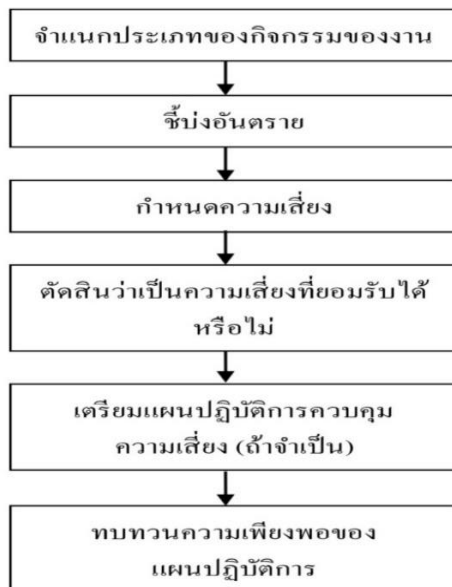 จำแนกประเภทของกิจกรรมของงาน
ชี้บ่งอันตราย
กำหนดความเสี่ยง
ตัดสินว่าเป็นความเสี่ยงที่ยอมรับได้
หรือไม่
เตรียมแผนปฏิบัติการควบคุม
ความเสี่ยง (ถ้าจำเป็น)
ทบทวนความเพียงพอของ
แผนปฏิบัติการ